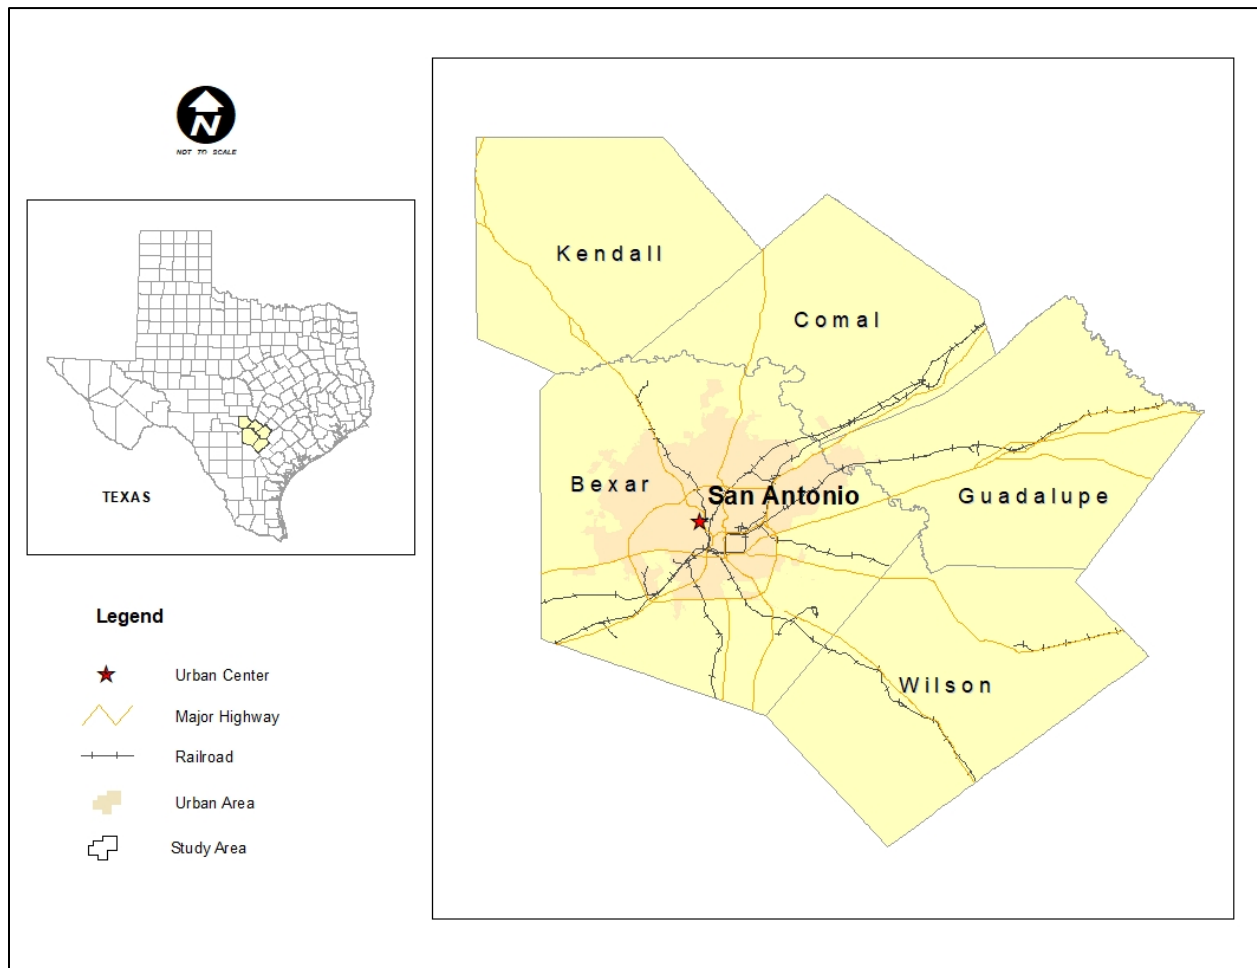 N
NOT TO SCALE
TEXAS
Legend
Urban Center
Major Highway
Railroad
Urban Area
Study Area
Kendall
Comal
Bexar
San Antonio
Guadalupe
Wilson